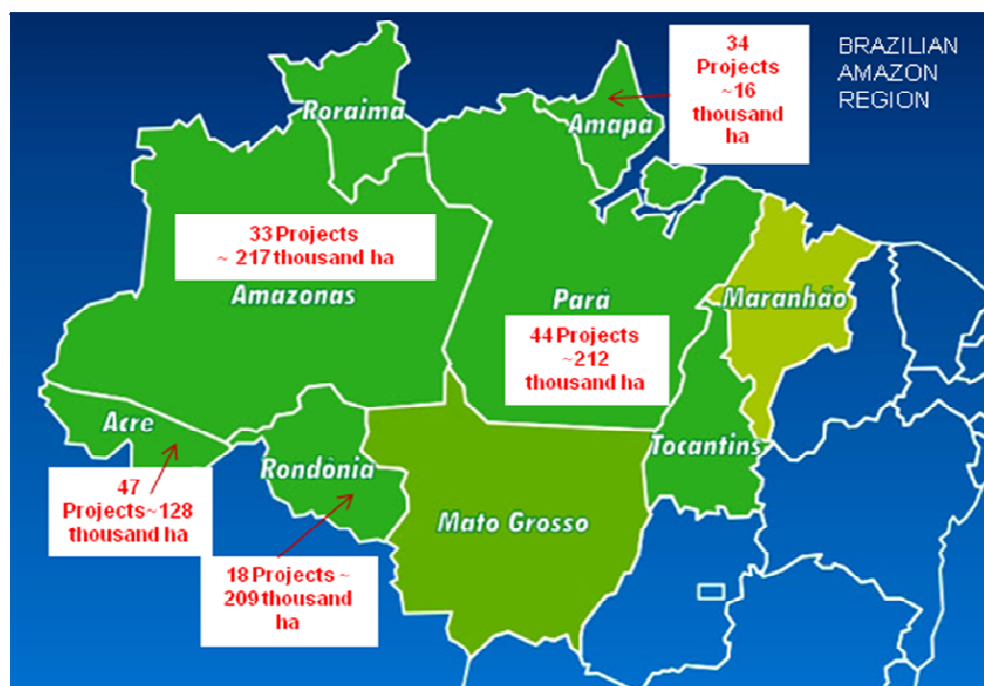 34
Projects
~16
thousand
ha
BRAZILIAN
AMAZON
REGION
Roraima
Amapá
33 Projects
~ 217 thousand ha
Amazonas
Pará
Maranhão
44 Projects
~212
thousand ha
Acre
Rondônia
Tocantins
47
Projects~128
thousand ha
Mato Grosso
18 Projects ~
209 thousand
ha